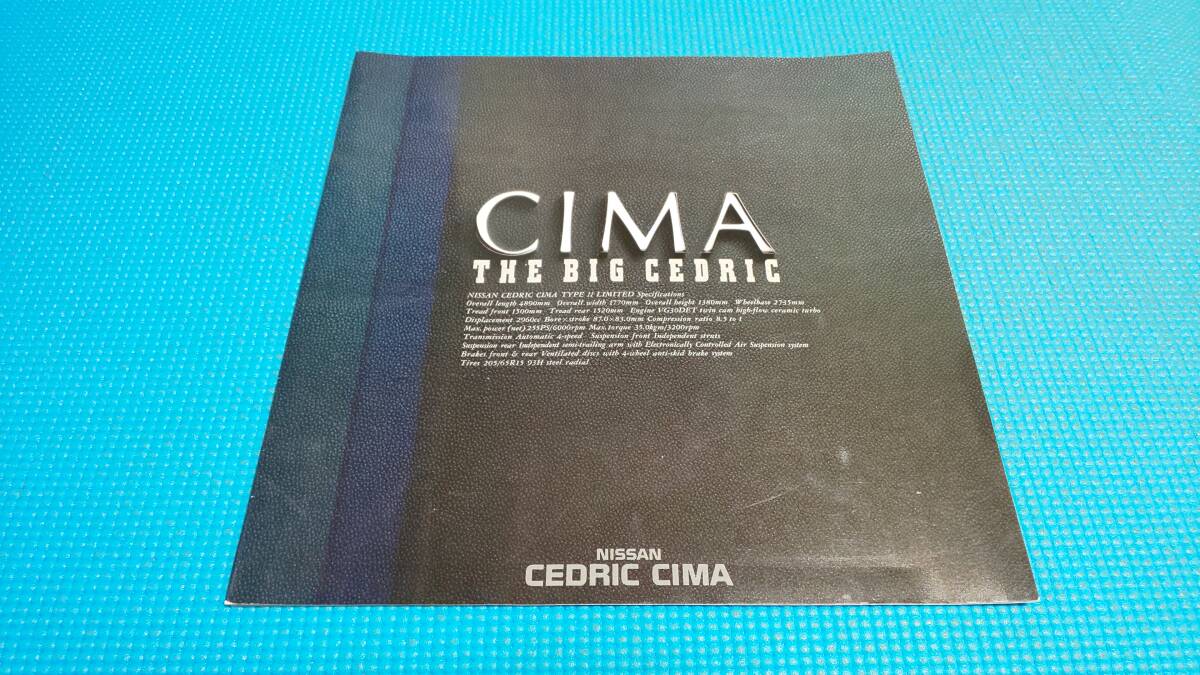 CIMA
THE BIG CEDRIC
NISSAN CEDRIC CIMA TYPE II LIMITED Specifications
Overall length 4890mm Overall width 1770mm Overall height 1380mm Wheelbase 2735mm
Tread front 1500mm Tread rear 1520mm Engine VG30DET twin cam high-flow ceramic turbo
Displacement 2960cc Bore×stroke 87.0×83.0mm Compression ratio 8.5 to 1
Max. power (net) 255PS/6000rpm Max. torque 35.0kgm/3200rpm
Transmission Automatic 4-speed Suspension front Independent struts
Suspension rear Independent semi-trailing arm with Electronically Controlled Air Suspension system
Brakes front & rear Ventilated discs with 4-wheel anti-skid brake system
Tires 205/65R15 93H steel radial
NISSAN
CEDRIC CIMA